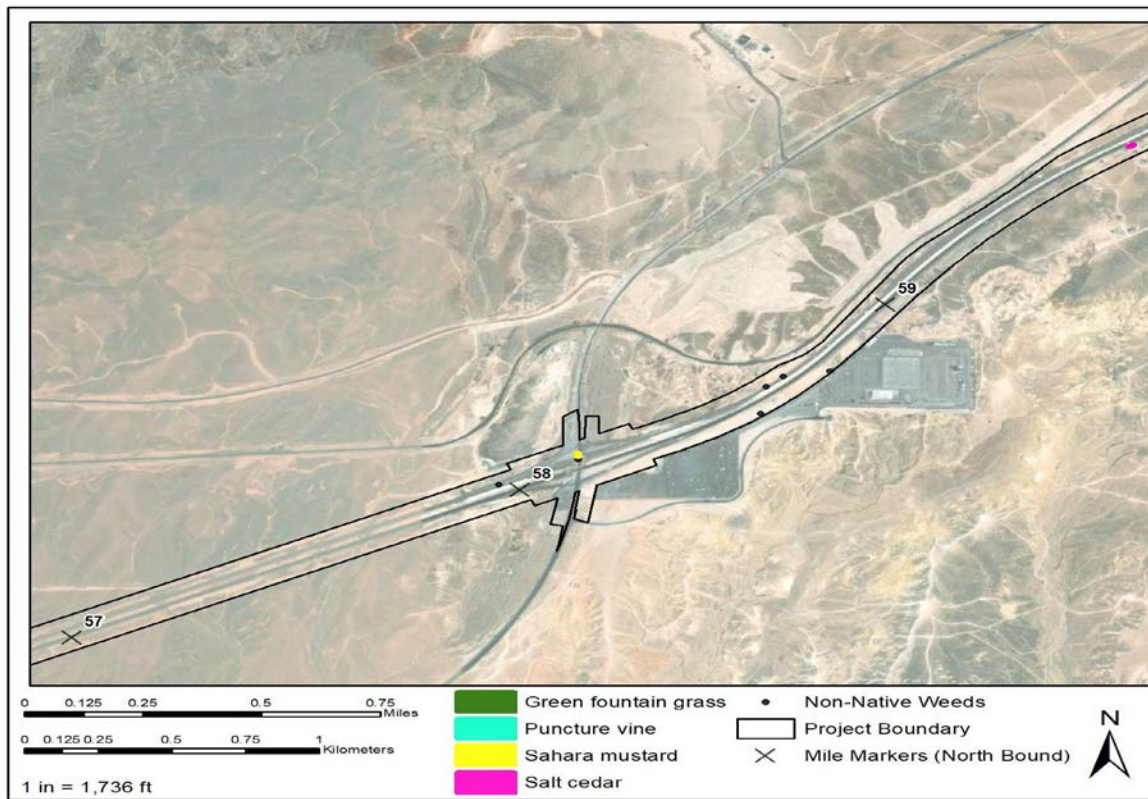 59
58
57
0 0.125 0.25 0.5 0.75
Miles
0 0.125 0.25 0.5 0.75 1
Kilometers
1 in = 1,736 ft
Green fountain grass
Puncture vine
Sahara mustard
Salt cedar
Non-Native Weeds
Project Boundary
Mile Markers (North Bound)
N